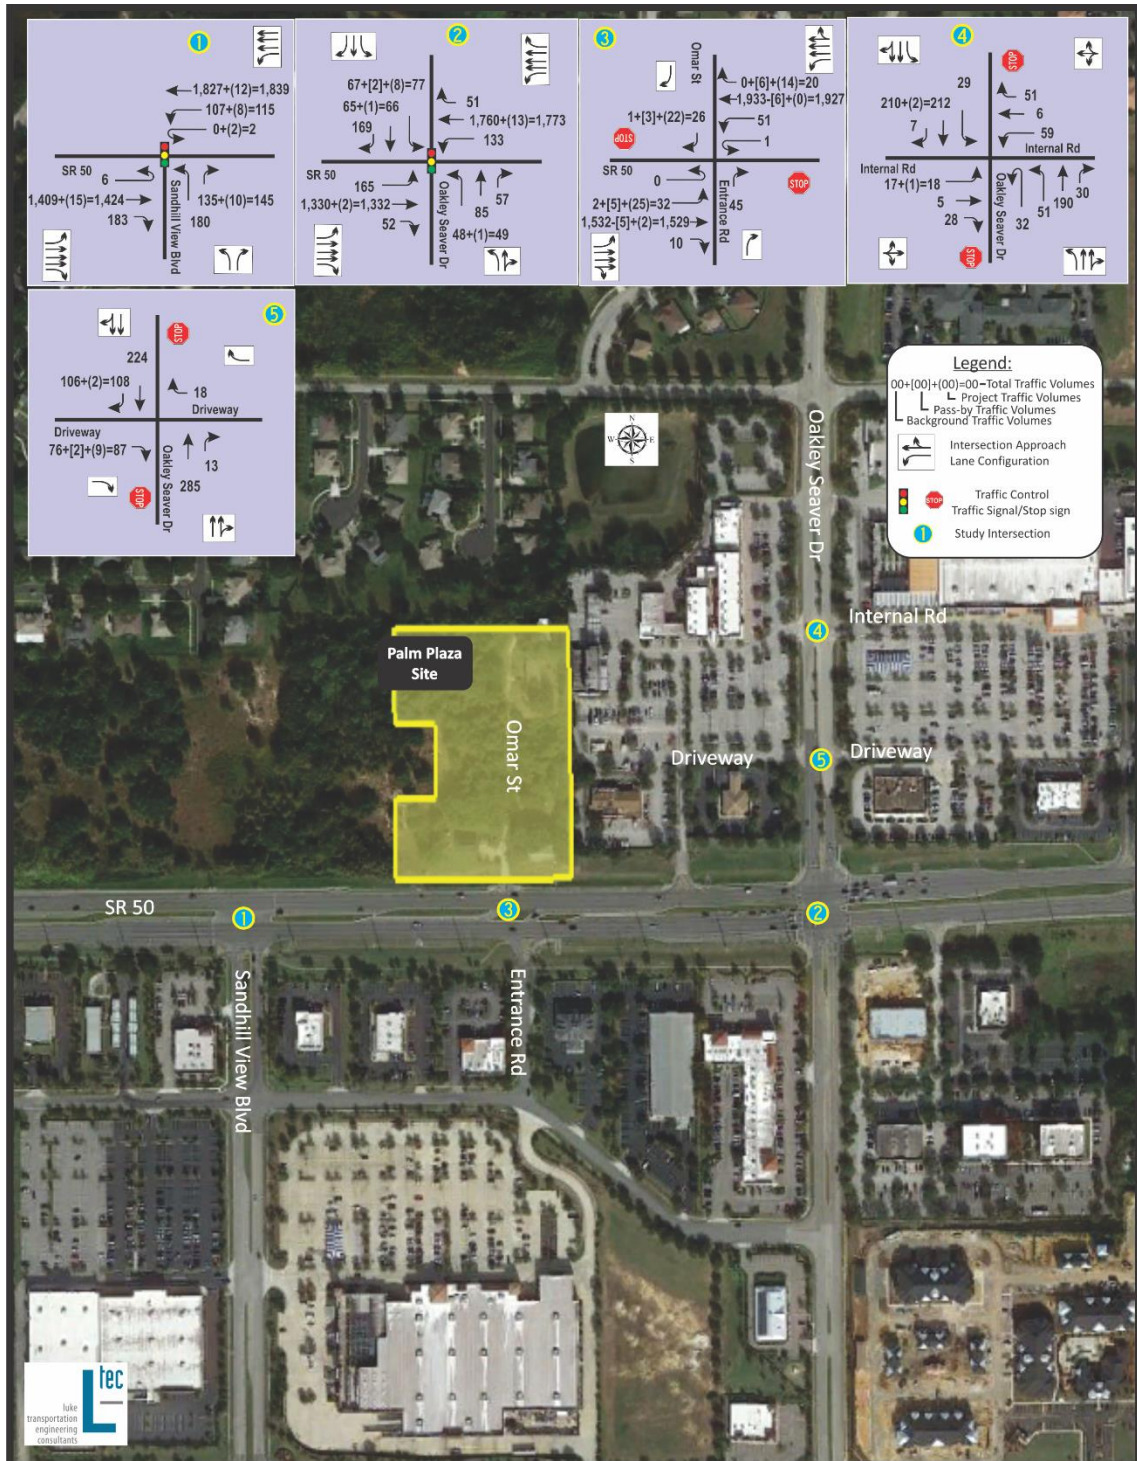 1
1,827+(12)=1,839
107+(8)=115
0+(2)=2
SR 50
6
1,409+(15)=1,424
183
Sandhill View Blvd
135+(10)=145
180
2
67+[2]+(8)=77
65+(1)=66
169
51
1,760+(13)=1,773
133
SR 50
165
1,330+(2)=1,332
52
Oakley Seaver Dr
57
85
48+(1)=49
3
Omar St
0+[6]+(14)=20
1,933-[6]+(0)=1,927
1+[3]+(22)=26
51
1
STOP
SR 50
0
2+[5]+(25)=32
1,532-[5]+(2)=1,529
10
Entrance Rd
45
STOP
4
STOP
29
210+(2)=212
7
51
6
59
Internal Rd
Internal Rd
17+(1)=18
5
28
STOP
Oakley Seaver Dr
32
51
190
30
5
STOP
224
106+(2)=108
18
Driveway
Driveway
76+[2]+(9)=87
STOP
Oakley Seaver Dr
13
285
Legend:
00+[00]+(00)=00–Total Traffic Volumes
Project Traffic Volumes
Pass-by Traffic Volumes
Background Traffic Volumes
Intersection Approach
Lane Configuration
STOP
Traffic Control
Traffic Signal/Stop sign
1
Study Intersection
N
W E
S
Oakley Seaver Dr
4
Internal Rd
Palm Plaza
Site
Omar St
Driveway
5
Driveway
SR 50
1
3
2
Sandhill View Blvd
Entrance Rd
Ltec
luke
transportation
engineering
consultants